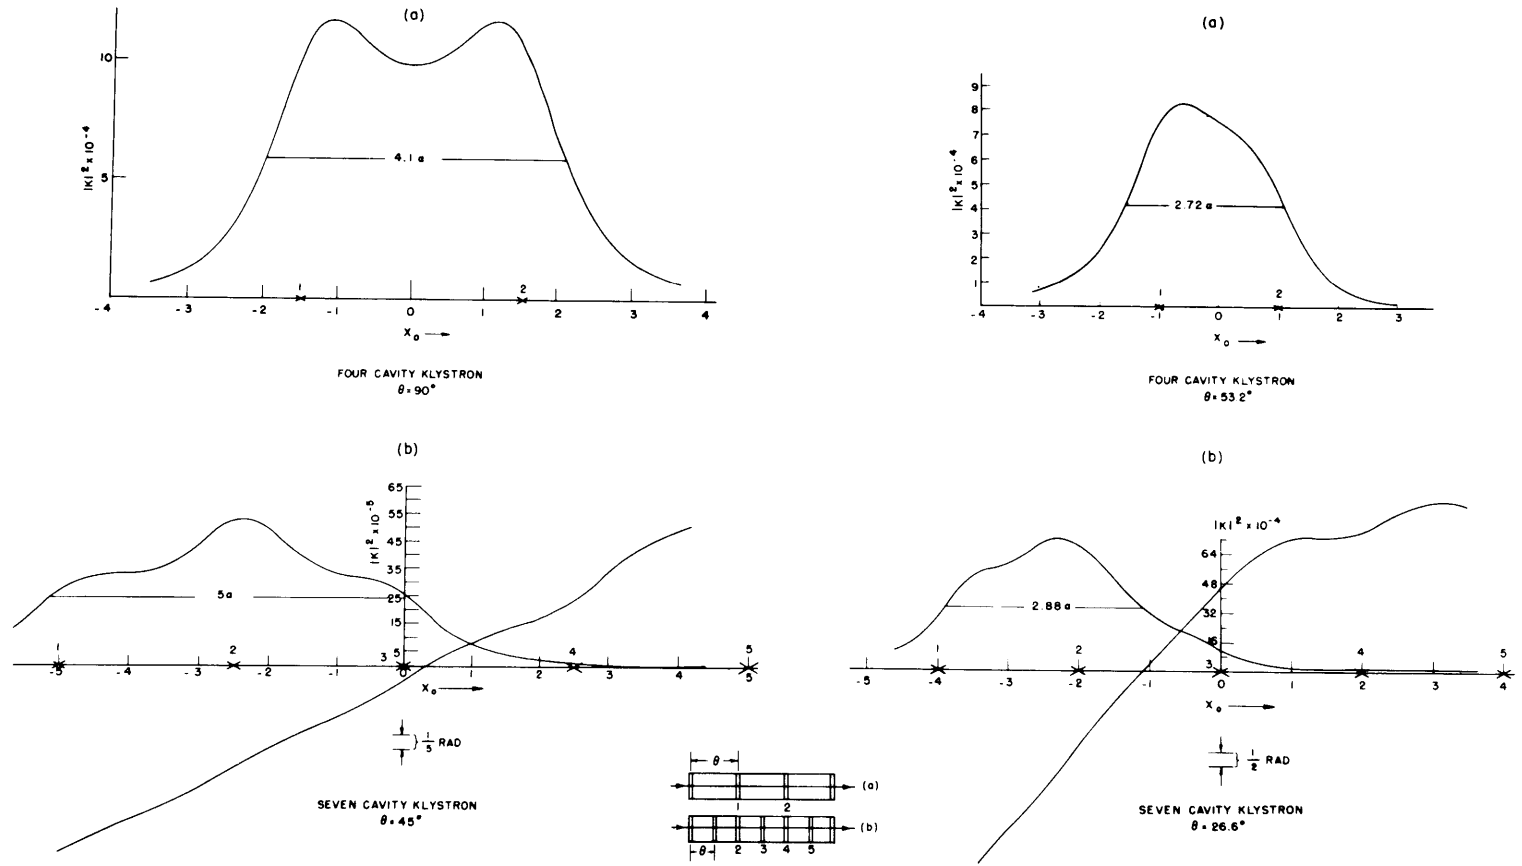 (a)
10
5
|K|² x 10⁻⁴
4.1 a
1 2
-4 -3 -2 -1 0 1 2 3 4
X₀
FOUR CAVITY KLYSTRON
θ = 90°
(a)
9
8
7
6
5
4
3
2
1
|K|² x 10⁻⁴
2.72 a
1 2
-4 -3 -2 -1 0 1 2 3
X₀
FOUR CAVITY KLYSTRON
θ = 53.2°
(b)
65
55
45
35
25
15
5
|K|² x 10⁻⁵
5a
1 2 3 4 5
-5 -4 -3 -2 -1 0 1 2 3 4 5
X₀
} 1/5 RAD
SEVEN CAVITY KLYSTRON
θ = 45°
(b)
|K|² x 10⁻⁴
64
48
32
16
2.88 a
1 2 3 4 5
-5 -4 -3 -2 -1 0 1 2 3 4
X₀
} 1/2 RAD
SEVEN CAVITY KLYSTRON
θ = 26.6°
θ
(a)
1 2
(b)
θ 2 3 4 5